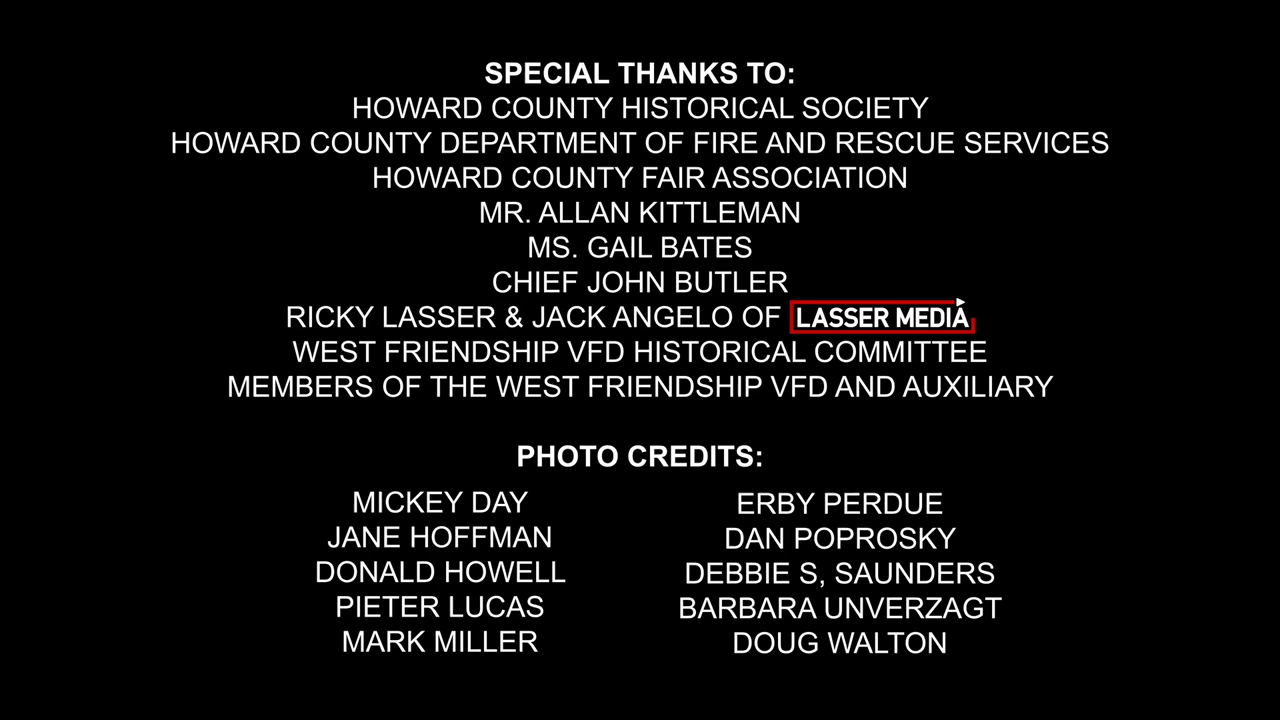 SPECIAL THANKS TO:
HOWARD COUNTY HISTORICAL SOCIETY
HOWARD COUNTY DEPARTMENT OF FIRE AND RESCUE SERVICES
HOWARD COUNTY FAIR ASSOCIATION
MR. ALLAN KITTLEMAN
MS. GAIL BATES
CHIEF JOHN BUTLER
RICKY LASSER & JACK ANGELO OF LASSER MEDIA
WEST FRIENDSHIP VFD HISTORICAL COMMITTEE
MEMBERS OF THE WEST FRIENDSHIP VFD AND AUXILIARY
PHOTO CREDITS:
MICKEY DAY
JANE HOFFMAN
DONALD HOWELL
PIETER LUCAS
MARK MILLER
ERBY PERDUE
DAN POPROSKY
DEBBIE S, SAUNDERS
BARBARA UNVERZAGT
DOUG WALTON